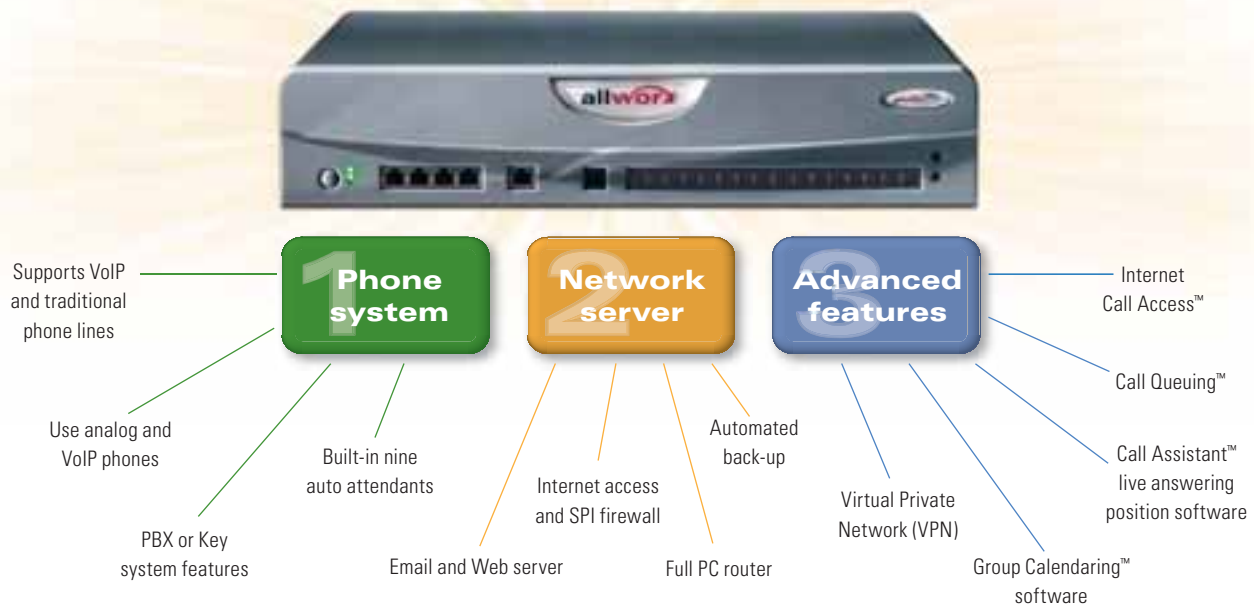 allworx
1
Phone
system
2
Network
server
3
Advanced
features
Supports VoIP
and traditional
phone lines
Use analog and
VoIP phones
PBX or Key
system features
Built-in nine
auto attendants
Email and Web server
Internet access
and SPI firewall
Full PC router
Automated
back-up
Virtual Private
Network (VPN)
Group Calendaring™
software
Call Assistant™
live answering
position software
Call Queuing™
Internet
Call Access™